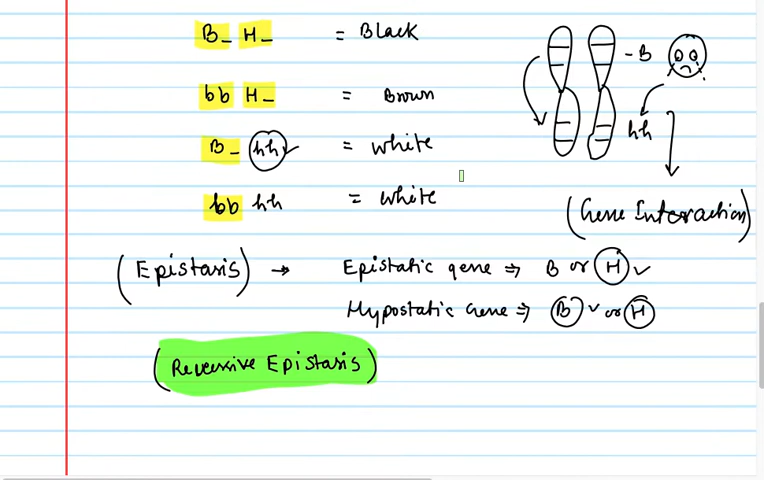 B_ H_ = Black
bb H_ = Brown
B_ hh = white
bb hh = white
- B
hh
(Gene Interaction)
(Epistasis) → Epistatic gene ⇒ B or H ✓
Hypostatic Gene ⇒ B ✓ or H
(Recessive Epistasis)